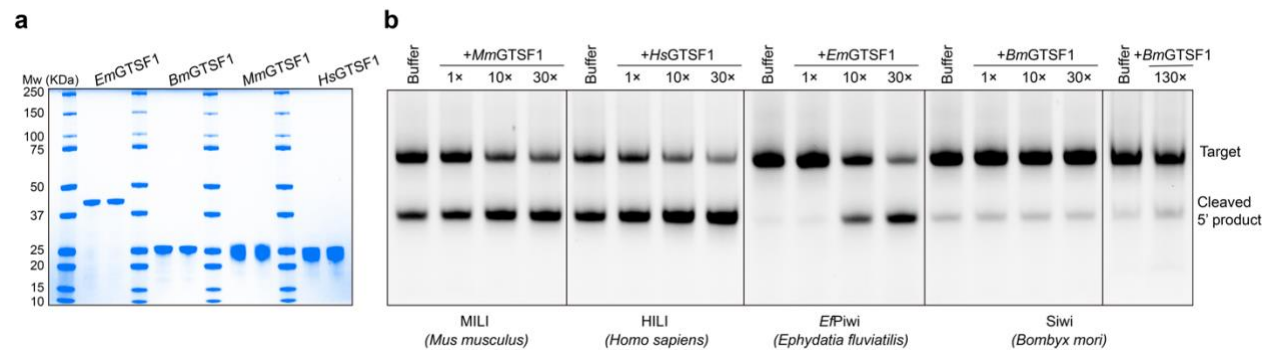 a
EmGTSF1 BmGTSF1 MmGTSF1 HsGTSF1
Mw (KDa)
250
150
100
75
50
37
25
20
15
10
b
Buffer +MmGTSF1 Buffer +HsGTSF1 Buffer +EmGTSF1 Buffer +BmGTSF1 Buffer +BmGTSF1
1× 10× 30× 1× 10× 30× 1× 10× 30× 1× 10× 30× 130×
Target
Cleaved
5' product
MILI HILI EfPiwi Siwi
(Mus musculus) (Homo sapiens) (Ephydatia fluviatilis) (Bombyx mori)